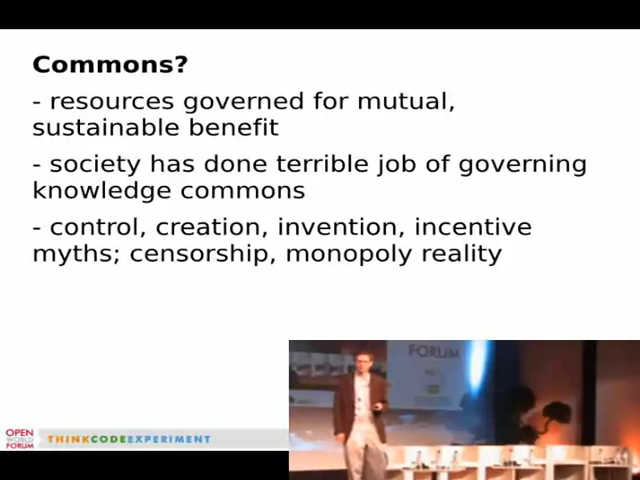 Commons?
- resources governed for mutual,
sustainable benefit
- society has done terrible job of governing
knowledge commons
- control, creation, invention, incentive
myths; censorship, monopoly reality
FORUM
OPEN
WORLD
FORUM
THINKCODEEXPERIMENT